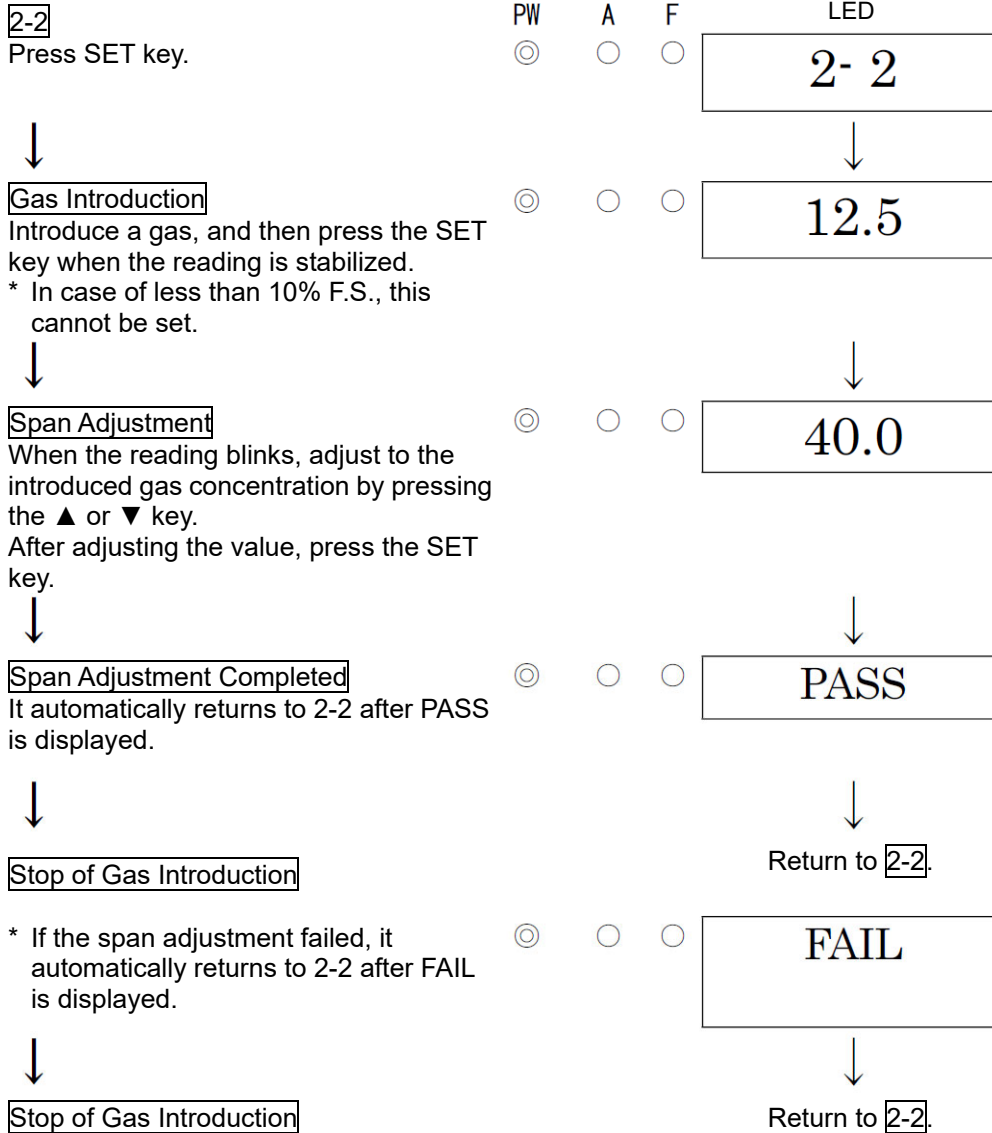 2-2
PW A F LED
Press SET key.
◎ ○ ○ 2- 2
↓ ↓
Gas Introduction
◎ ○ ○ 12.5
Introduce a gas, and then press the SET
key when the reading is stabilized.
* In case of less than 10% F.S., this
cannot be set.
↓ ↓
Span Adjustment
◎ ○ ○ 40.0
When the reading blinks, adjust to the
introduced gas concentration by pressing
the ▲ or ▼ key.
After adjusting the value, press the SET
key.
↓ ↓
Span Adjustment Completed
◎ ○ ○ PASS
It automatically returns to 2-2 after PASS
is displayed.
↓ ↓
Stop of Gas Introduction
Return to 2-2.
* If the span adjustment failed, it
◎ ○ ○ FAIL
automatically returns to 2-2 after FAIL
is displayed.
↓ ↓
Stop of Gas Introduction
Return to 2-2.